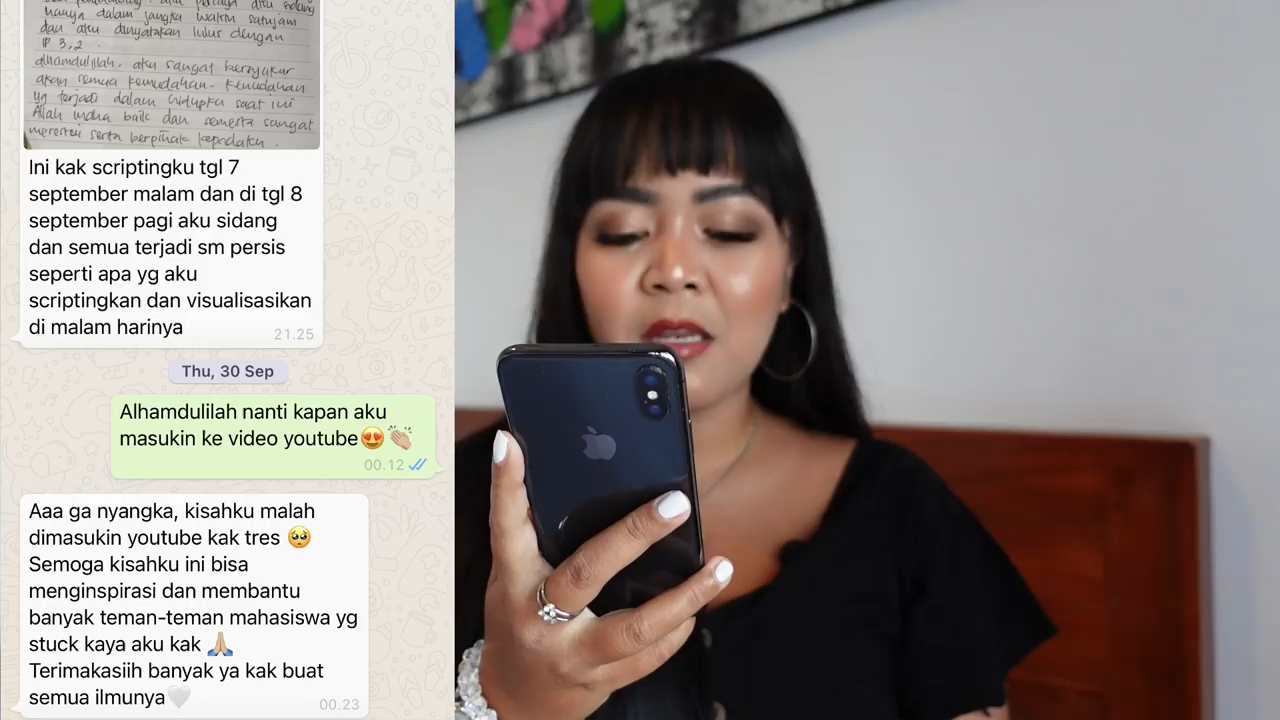 hanya dalam jangka waktu satu jam
dan aku dinyatakan lulus dengan
IP 3,2.
Alhamdulillah. aku sangat bersyukur
akan semua kemudahan-kemudahan
yg terjadi dalam hidupku saat ini
Allah maha baik dan semesta sangat
merestui serta berpihak kepadaku.
Ini kak scriptingku tgl 7
september malam dan di tgl 8
september pagi aku sidang
dan semua terjadi sm persis
seperti apa yg aku
scriptingkan dan visualisasikan
di malam harinya
21.25
Thu, 30 Sep
Alhamdulilah nanti kapan aku
masukin ke video youtube😍👏🏼
00.12
Aaa ga nyangka, kisahku malah
dimasukin youtube kak tres 🥺
Semoga kisahku ini bisa
menginspirasi dan membantu
banyak teman-teman mahasiswa yg
stuck kaya aku kak 🙏🏼
Terimakasiih banyak ya kak buat
semua ilmunya🤍
00.23